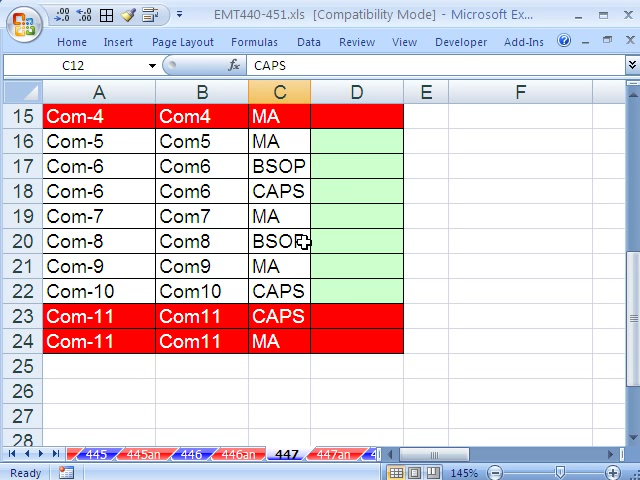 EMT440-451.xls [Compatibility Mode] - Microsoft Ex...
Home Insert Page Layout Formulas Data Review View Developer Add-Ins
C12 fx CAPS
A B C D E F
15 Com-4 Com4 MA
16 Com-5 Com5 MA
17 Com-6 Com6 BSOP
18 Com-6 Com6 CAPS
19 Com-7 Com7 MA
20 Com-8 Com8 BSOP
21 Com-9 Com9 MA
22 Com-10 Com10 CAPS
23 Com-11 Com11 CAPS
24 Com-11 Com11 MA
25
26
27
28
445 445an 446 446an 447 447an 4
Ready 145%